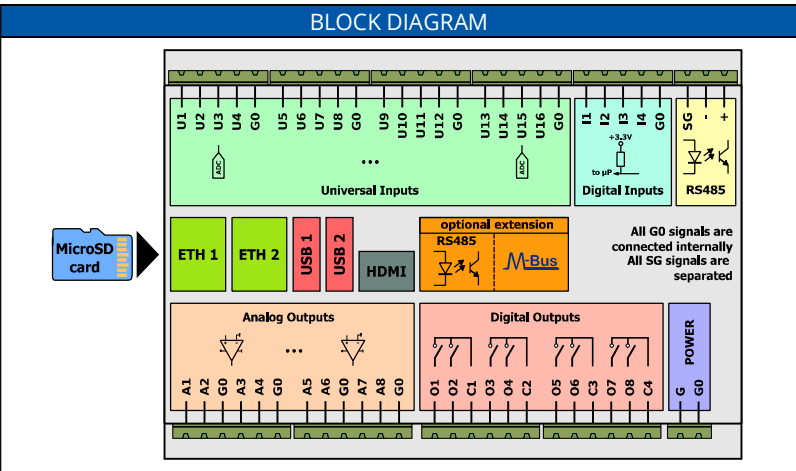 BLOCK DIAGRAM
U1 U2 U3 U4 G0 U5 U6 U7 U8 G0 U9 U10 U11 U12 G0 U13 U14 U15 U16 G0
I1 I2 I3 I4 G0
SG - +
ADC
...
ADC
Universal Inputs
+3.3V
to µP
Digital Inputs
RS485
MicroSD
card
ETH 1
ETH 2
USB 1
USB 2
HDMI
optional extension
RS485
M-Bus
All G0 signals are
connected internally
All SG signals are
separated
Analog Outputs
...
A1 A2 G0 A3 A4 G0 A5 A6 G0 A7 A8 G0
Digital Outputs
O1 O2 C1 O3 O4 C2 O5 O6 C3 O7 O8 C4
POWER
G G0